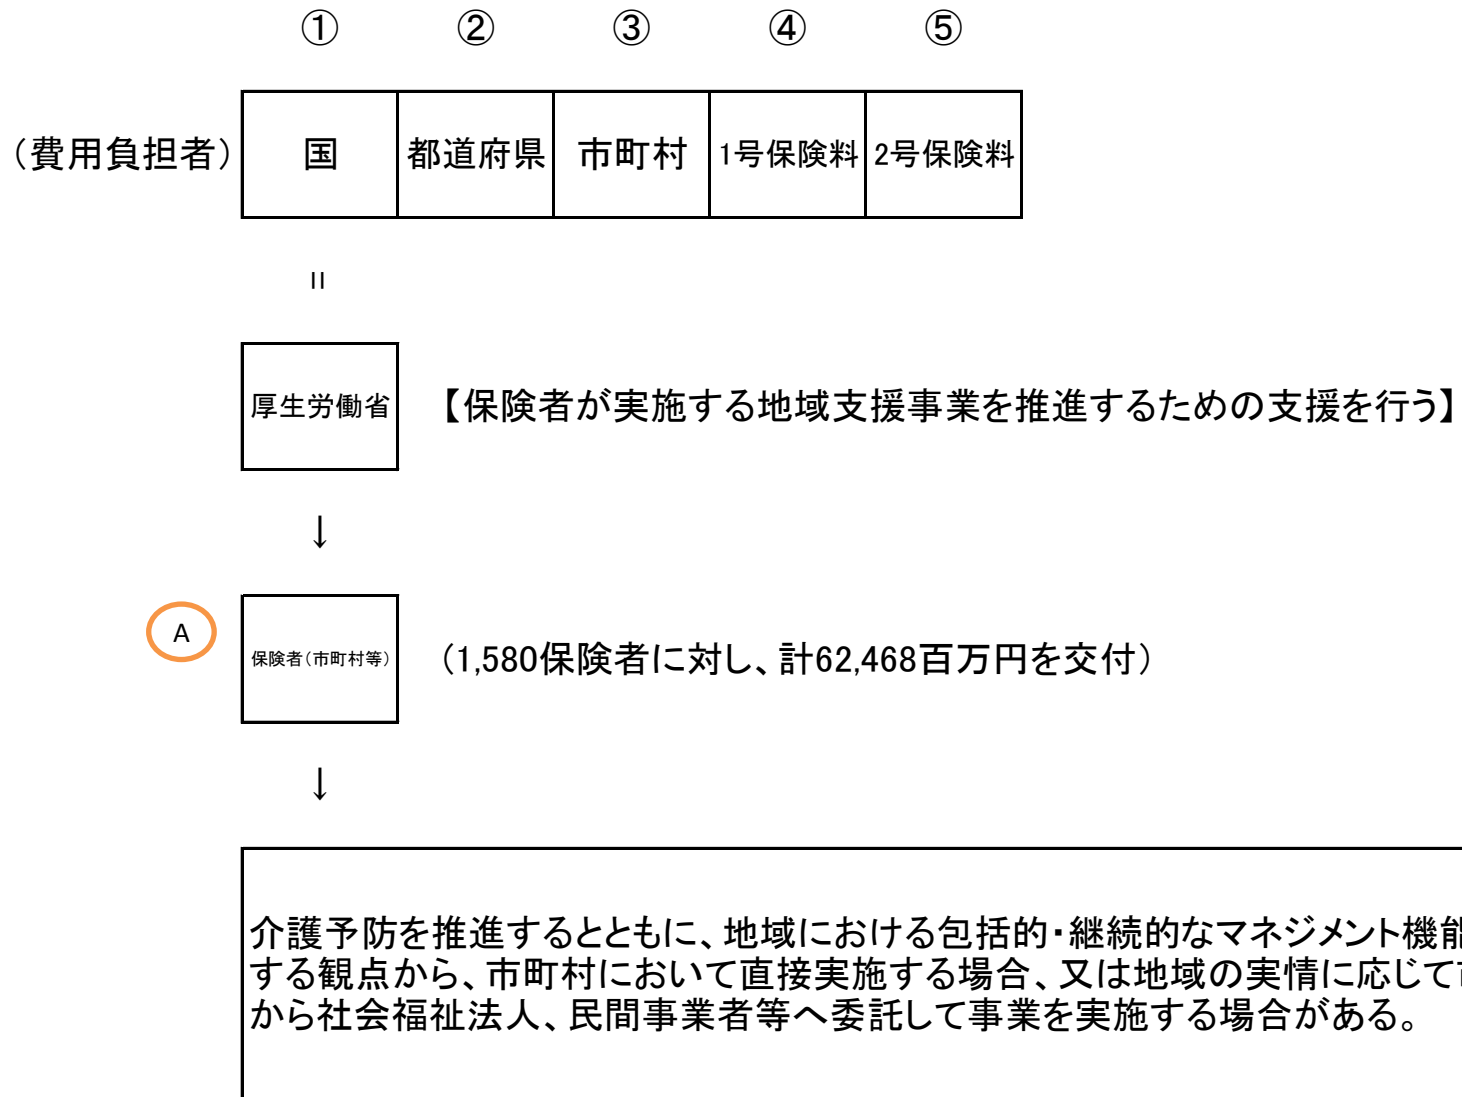 ① ② ③ ④ ⑤
（費用負担者） 国 都道府県 市町村 1号保険料 2号保険料
＝
厚生労働省 【保険者が実施する地域支援事業を推進するための支援を行う】
↓
A 保険者（市町村等） （1,580保険者に対し、計62,468百万円を交付）
↓
介護予防を推進するとともに、地域における包括的・継続的なマネジメント機能
する観点から、市町村において直接実施する場合、又は地域の実情に応じて
から社会福祉法人、民間事業者等へ委託して事業を実施する場合がある。